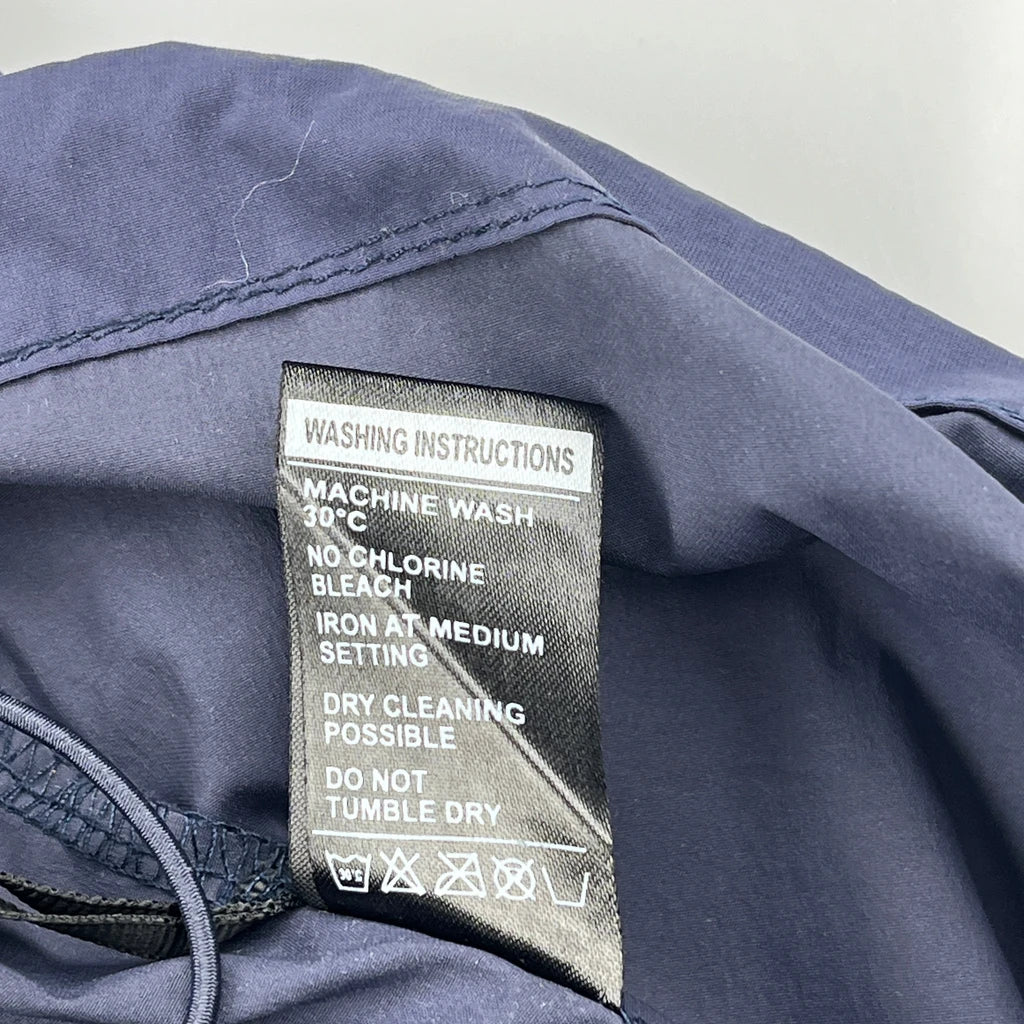 WASHING INSTRUCTIONS
MACHINE WASH
30°C
NO CHLORINE
BLEACH
IRON AT MEDIUM
SETTING
DRY CLEANING
POSSIBLE
DO NOT
TUMBLE DRY
30°C